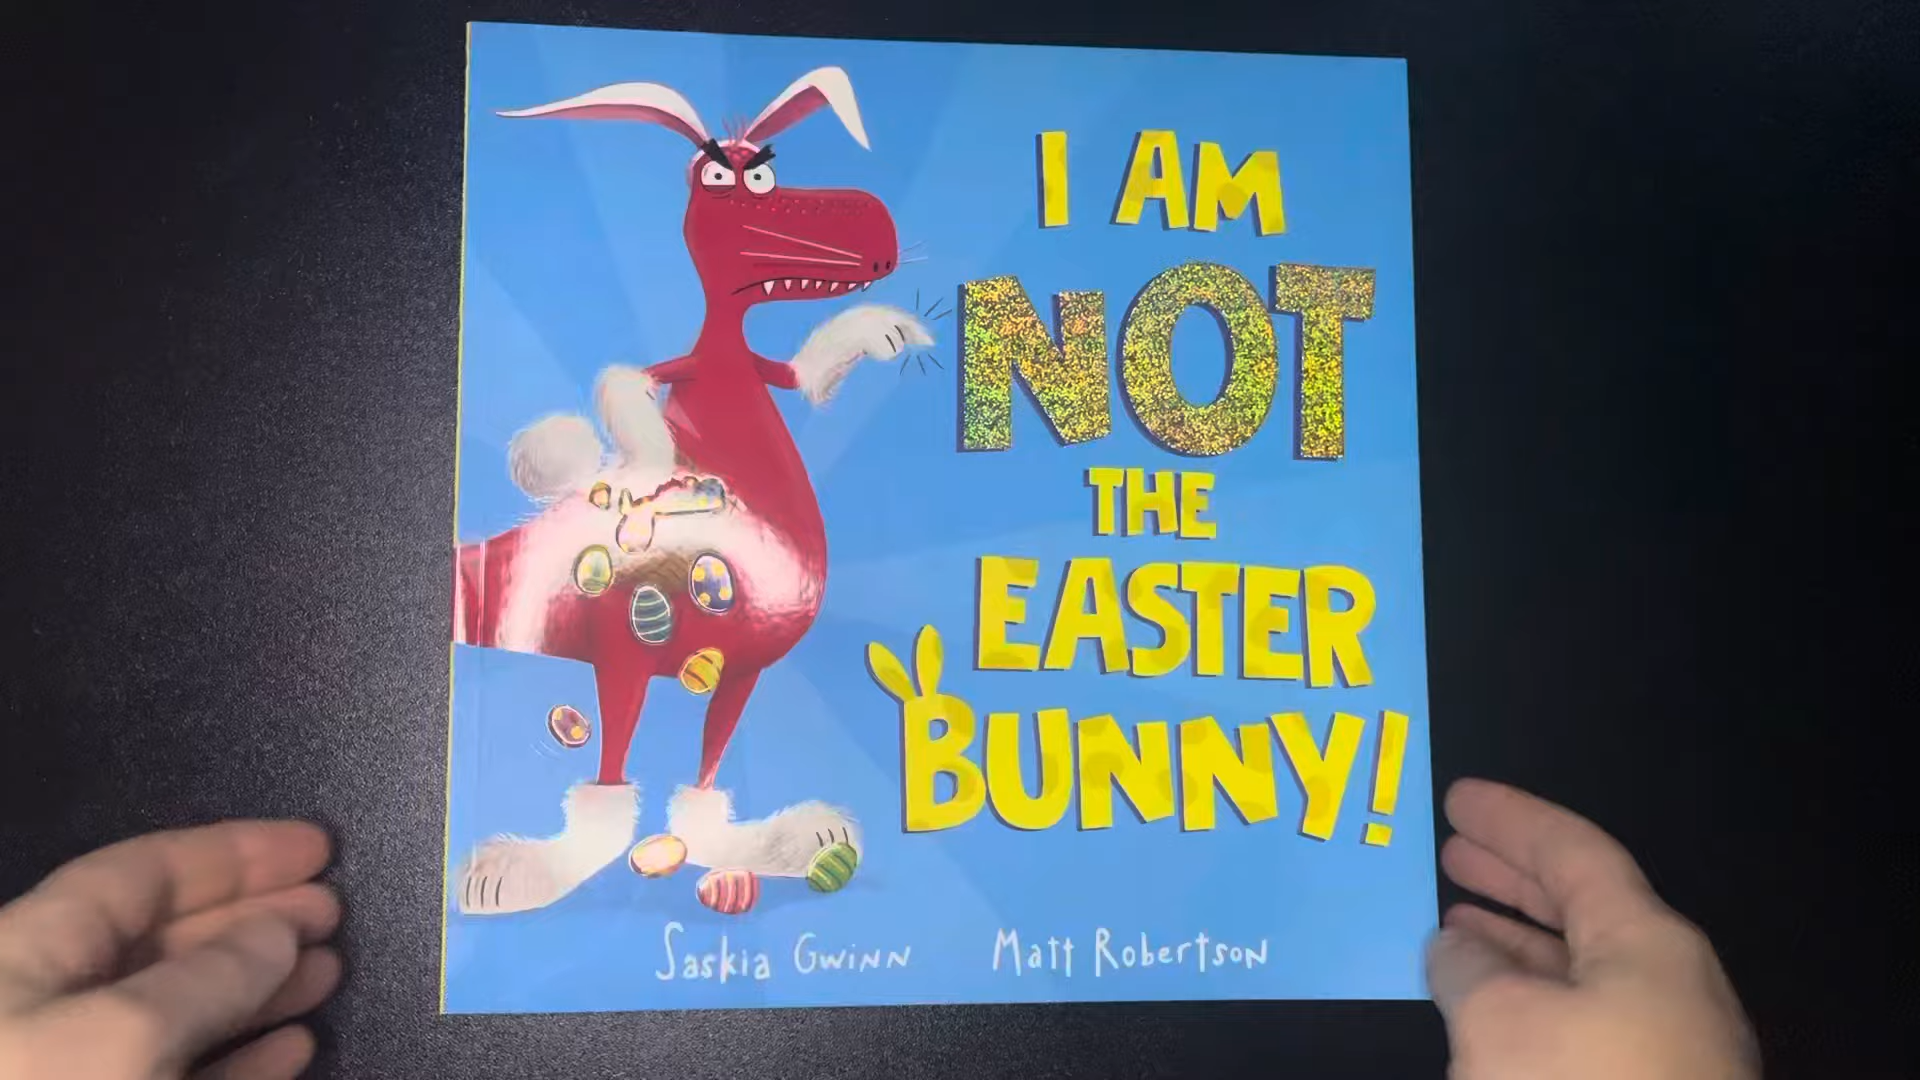 I AM
NOT
THE
EASTER
BUNNY!
Saskia Gwinn Matt Robertson